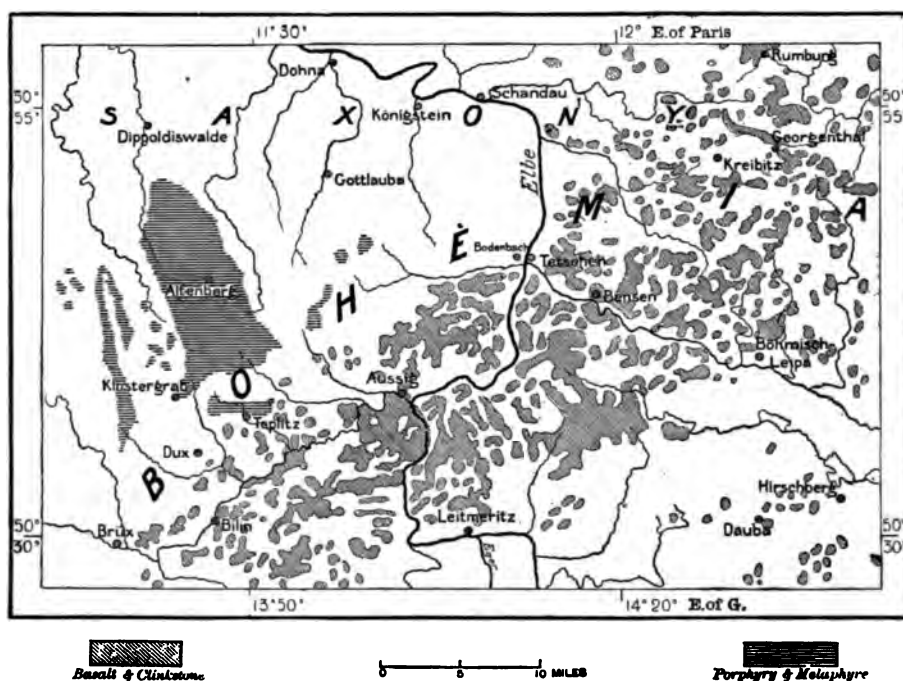 11° 30' 12° E. of Paris
Rumburg
Dohna
Schandau
50° 55' 50° 55'
Königstein
S A X O N Y
Dippoldiswalde
Georgenthal
Kreibitz
Gottlauba
Elbe
B O H Ė M I A
Bodenbach
Tetschen
Altenberg
Bensen
Böhmisch-
Leipa
Aussig
Klostergrab
Teplitz
Dux
Hirschberg
Leitmeritz
Dauba
Bilin
Brüx
50° 30' 50° 30'
13° 50' 14° 20' E. of G.
Basalt & Clinkstone
0 5 10 MILES
Porphyry & Melaphyre